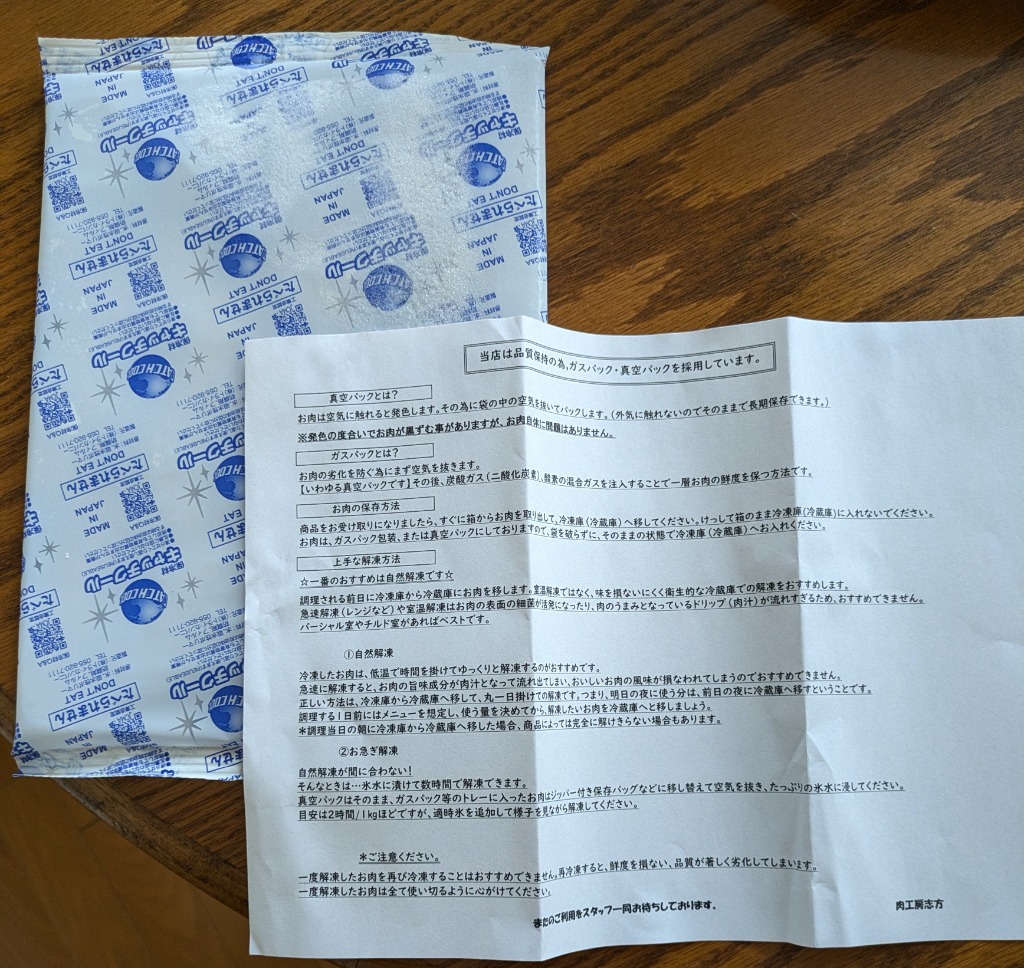 キャッチクール
保冷材
CATCHCOOL
たべられません
DON'T EAT
MADE
IN
JAPAN
保冷材Q&A
TEL 055-920-7111
当店は品質保持の為,ガスパック・真空パックを採用しています。
真空パックとは?
お肉は空気に触れると発色します。その為に袋の中の空気を抜いてパックします。(外気に触れないのでそのままで長期保存できます。)
※発色の度合いでお肉が黒ずむ事がありますが、お肉自体に問題はありません。
ガスパックとは?
お肉の劣化を防ぐ為にまず空気を抜きます。
【いわゆる真空パックです】その後、炭酸ガス(二酸化炭素)、酸素の混合ガスを注入することで一層お肉の鮮度を保つ方法です。
お肉の保存方法
商品をお受け取りになりましたら、すぐに箱からお肉を取り出して、冷凍庫(冷蔵庫)へ移してください。けっして箱のまま冷凍庫(冷蔵庫)に入れないでください。
お肉は、ガスパック包装、または真空パックにしておりますので、袋を破らずに、そのままの状態で冷凍庫(冷蔵庫)へお入れください。
上手な解凍方法
☆一番のおすすめは自然解凍です☆
調理される前日に冷凍庫から冷蔵庫にお肉を移します。室温解凍ではなく、味を損ないにくく衛生的な冷蔵庫での解凍をおすすめします。
急速解凍(レンジなど)や室温解凍はお肉の表面の細菌が活発になったり、肉のうまみとなっているドリップ(肉汁)が流れすぎるため、おすすめできません。
パーシャル室やチルド室があればベストです。
①自然解凍
冷凍したお肉は、低温で時間を掛けてゆっくりと解凍するのがおすすめです。
急速に解凍すると、お肉の旨味成分が肉汁となって流れ出てしまい、おいしいお肉の風味が損なわれてしまうのでおすすめできません。
正しい方法は、冷凍庫から冷蔵庫へ移して、丸一日掛けての解凍です。つまり、明日の夜に使う分は、前日の夜に冷蔵庫へ移すということです。
調理する1日前にはメニューを想定し、使う量を決めてから、解凍したいお肉を冷蔵庫へと移しましょう。
*調理当日の朝に冷凍庫から冷蔵庫へ移した場合、商品によっては完全に解けきらない場合もあります。
②お急ぎ解凍
自然解凍が間に合わない!
そんなときは…氷水に漬けて数時間で解凍できます。
真空パックはそのまま、ガスパック等のトレーに入ったお肉はジッパー付き保存バッグなどに移し替えて空気を抜き、たっぷりの氷水に浸してください。
目安は2時間/1kgほどですが、適時氷を追加して様子を見ながら解凍してください。
*ご注意ください。
一度解凍したお肉を再び冷凍することはおすすめできません。再冷凍すると、鮮度を損ない、品質が著しく劣化してしまいます。
一度解凍したお肉は全て使い切るように心がけてください。
またのご利用をスタッフ一同お待ちしております。
肉工房志方